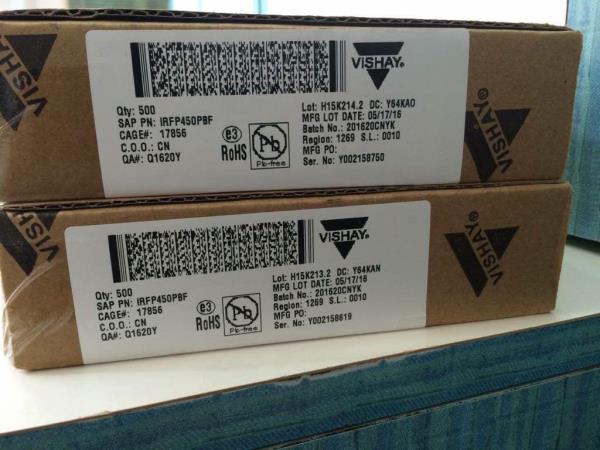 VISHAY
VISHAY®
VISHAY®
Qty: 500
SAP PN: IRFP450PBF
CAGE#: 17856
C.O.O.: CN
QA#: Q1620Y
e3
RoHS
Pb
Pb-free
Lot: H15K214.2 DC: Y64KAO
MFG LOT DATE: 05/17/16
Batch No.: 201620CNYK
Region: 1269 S.L.: 0010
MFG PO:
Ser. No: Y002158750
VISHAY
VISHAY®
VISHAY®
Qty: 500
SAP PN: IRFP450PBF
CAGE#: 17856
C.O.O.: CN
QA#: Q1620Y
e3
RoHS
Pb
Pb-free
Lot: H15K213.2 DC: Y64KAN
MFG LOT DATE: 05/17/16
Batch No.: 201620CNYK
Region: 1269 S.L.: 0010
MFG PO:
Ser. No: Y002158619